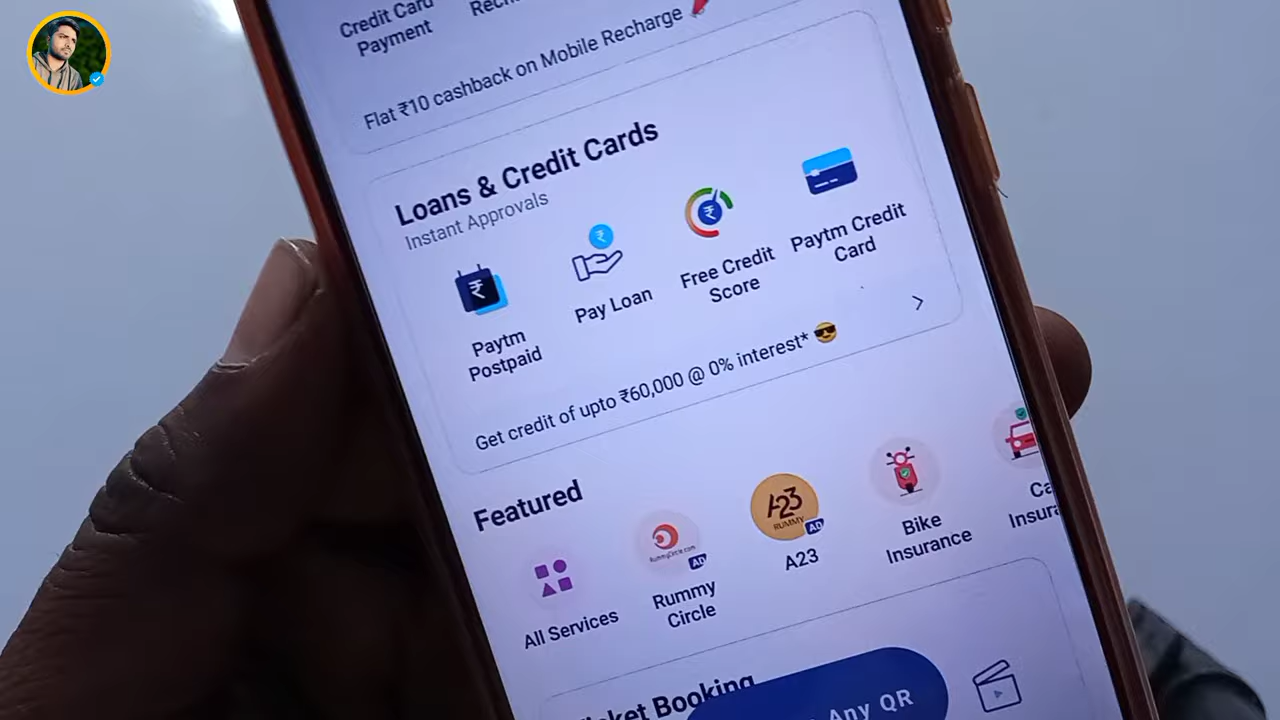 Credit Card
Payment
Flat ₹10 cashback on Mobile Recharge
Loans & Credit Cards
Instant Approvals
Paytm
Postpaid
Pay Loan
Free Credit
Score
Paytm Credit
Card
Get credit of upto ₹60,000 @ 0% interest* 😎
Featured
All Services
RummyCircle.com
AD
Rummy
Circle
A23
RUMMY
AD
A23
Bike
Insurance
Any QR